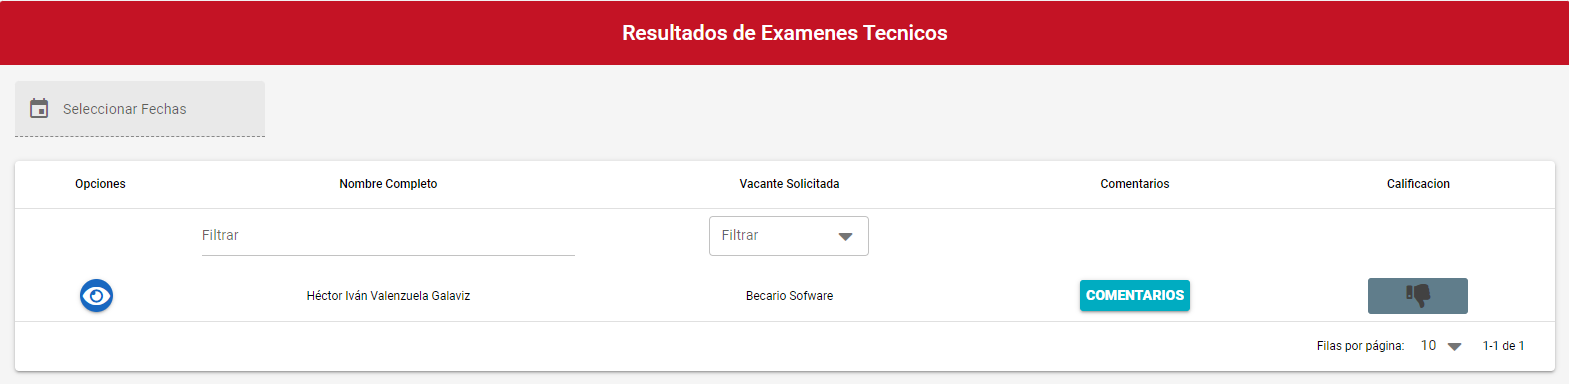 Resultados de Examenes Tecnicos
Seleccionar Fechas
Opciones Nombre Completo Vacante Solicitada Comentarios Calificacion
Filtrar Filtrar
Héctor Iván Valenzuela Galaviz Becario Sofware COMENTARIOS
Filas por página: 10 1-1 de 1